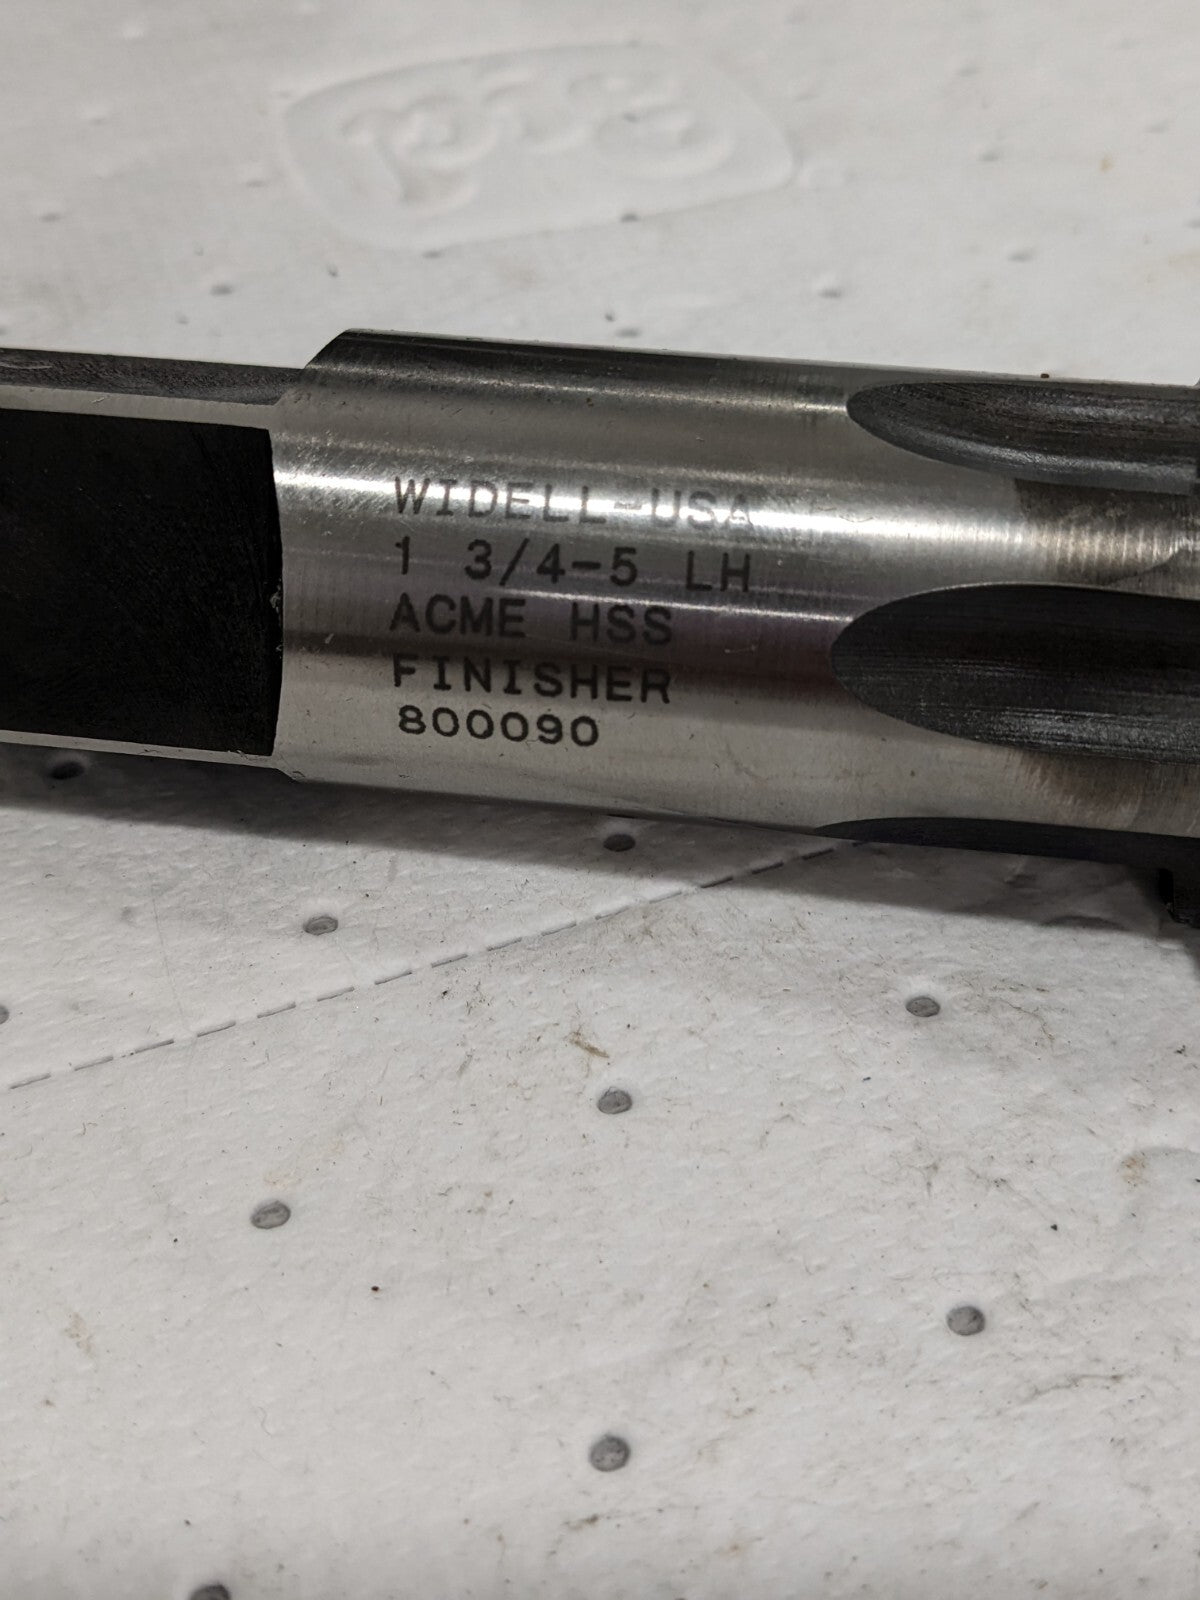 WIDELL-USA
1 3/4-5 LH
ACME HSS
FINISHER
800090